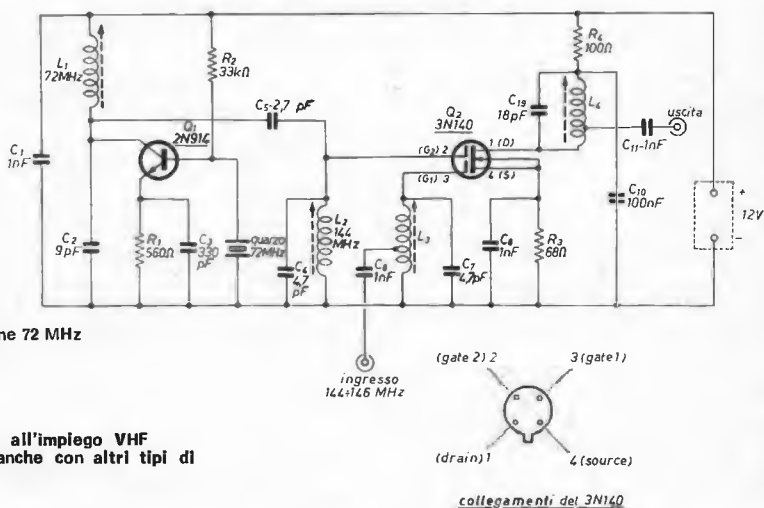 L1
72MHz
R2
33kΩ
R4
100Ω
C5-2,7 pF
C19
18pF
L4
uscita
Q1
2N914
Q2
3N140
1 (D)
(G2) 2
(G1) 3
4 (S)
C11-1nF
C1
1nF
C10
100nF
+
12V
-
C2
9pF
R1
560Ω
C3
330
pF
quarzo
72MHz
L2
144
MHz
C4
4,7
pF
L3
C8
1nF
C7
4,7pF
C6
1nF
R3
68Ω
ne 72 MHz
ingresso
144÷146 MHz
(gate 2) 2
3 (gate1)
all'impiego VHF
anche con altri tipi di
(drain) 1
4 (source)
collegamenti del 3N140